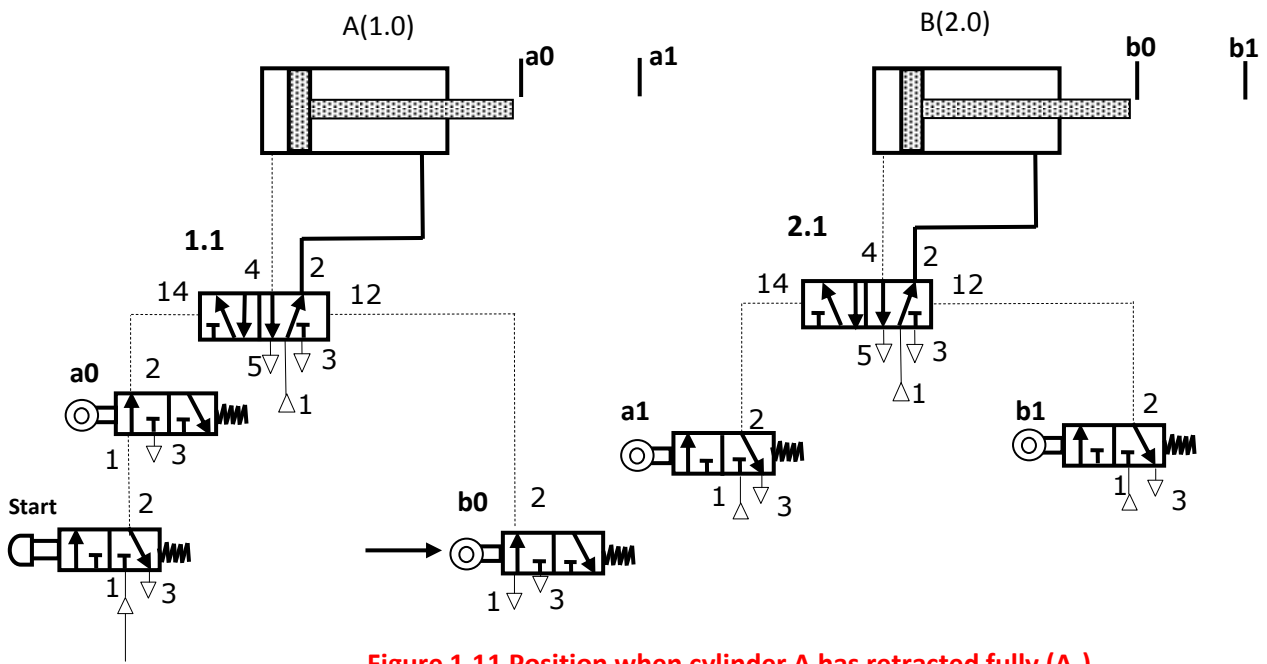 A(1.0) B(2.0)
a0 a1 b0 b1
1.1 2.1
4 2 4 2
14 12 14 12
5 3 5 3
1 1
a0 2 a1 2 b1 2
1 3 1 3 1 3
Start 2 b0 2
1 3 1 3
Figure 1.11 Position when cylinder A has retracted fully (A